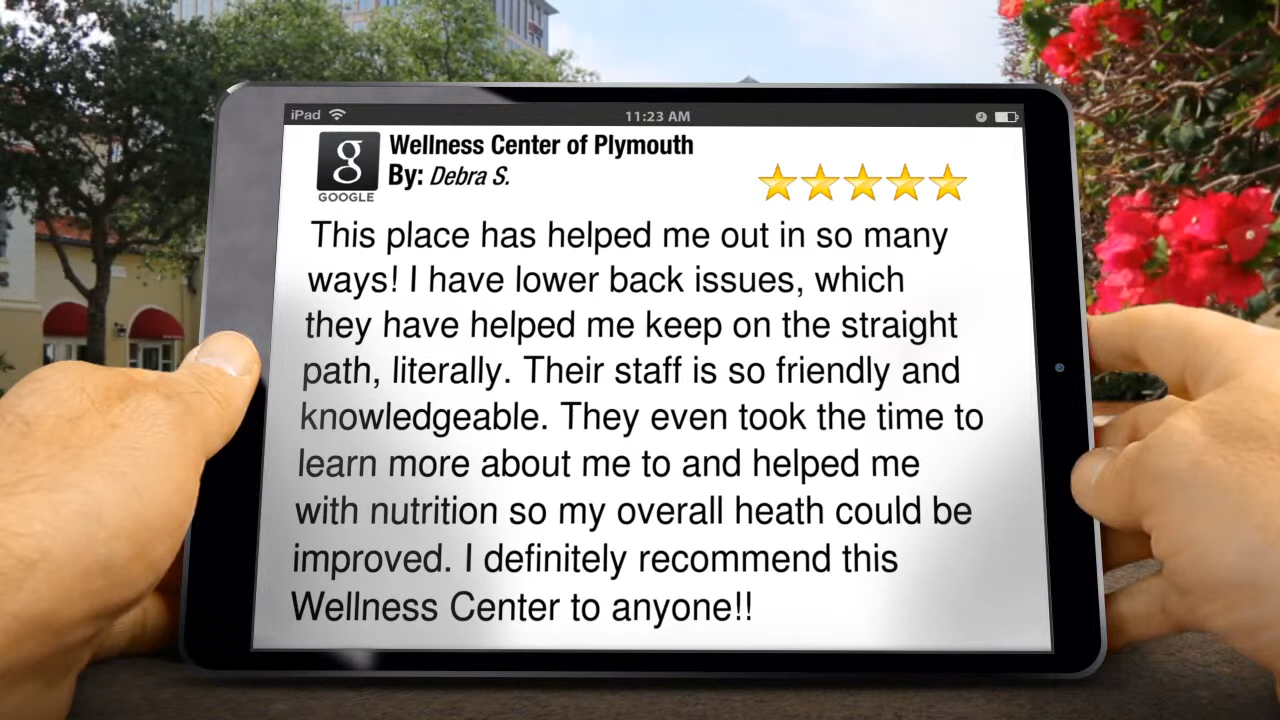 iPad 11:23 AM
g
GOOGLE
Wellness Center of Plymouth
By: Debra S.
This place has helped me out in so many
ways! I have lower back issues, which
they have helped me keep on the straight
path, literally. Their staff is so friendly and
knowledgeable. They even took the time to
learn more about me to and helped me
with nutrition so my overall heath could be
improved. I definitely recommend this
Wellness Center to anyone!!